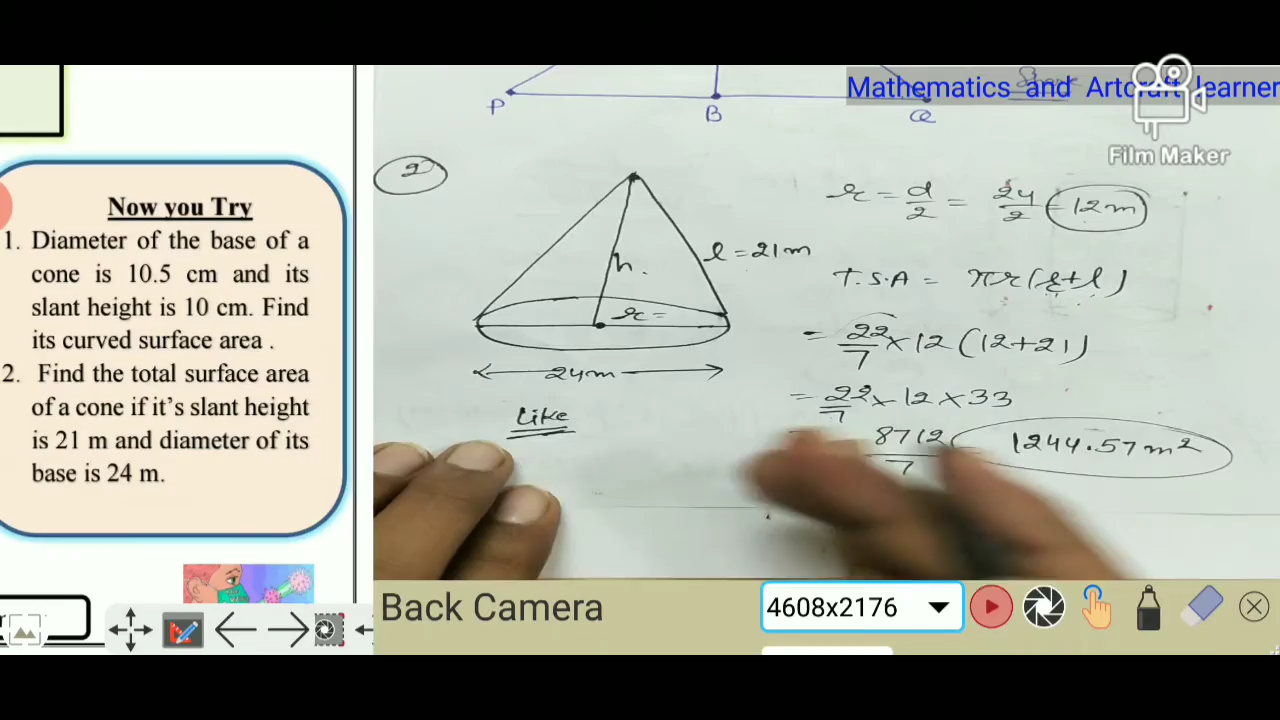 Mathematics and Artcraft learner
Film Maker
P
B
Q
Now you Try
1. Diameter of the base of a
cone is 10.5 cm and its
slant height is 10 cm. Find
its curved surface area .
2. Find the total surface area
of a cone if it's slant height
is 21 m and diameter of its
base is 24 m.
2
h
r =
l = 21m
24m
Like
r = d/2 = 24/2 = 12m
T.S.A = πr(r+l)
= 22/7 × 12 (12+21)
= 22/7 × 12 × 33
8712/7 1244.57m²
Back Camera
4608x2176